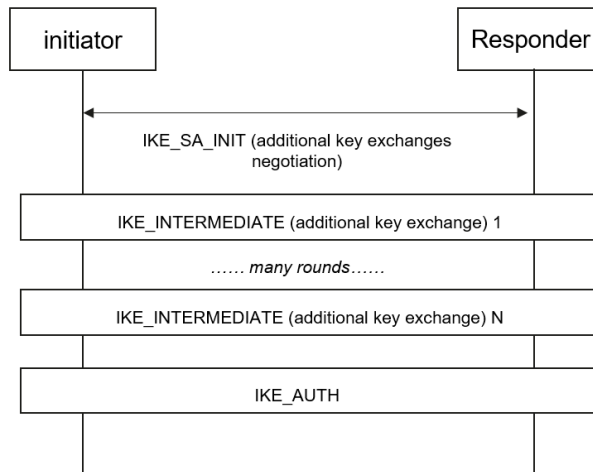 initiator
Responder
IKE_SA_INIT (additional key exchanges
negotiation)
IKE_INTERMEDIATE (additional key exchange) 1
...... many rounds......
IKE_INTERMEDIATE (additional key exchange) N
IKE_AUTH